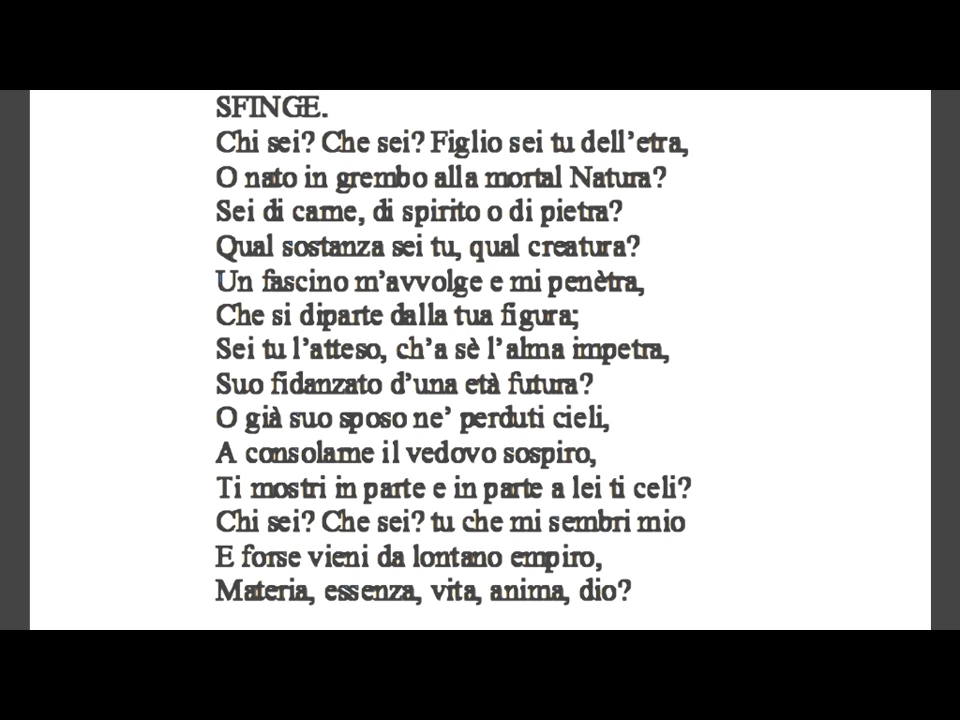 SFINGE.
Chi sei? Che sei? Figlio sei tu dell'etra,
O nato in grembo alla mortal Natura?
Sei di carne, di spirito o di pietra?
Qual sostanza sei tu, qual creatura?
Un fascino m'avvolge e mi penètra,
Che si diparte dalla tua figura;
Sei tu l'atteso, ch'a sè l'alma impetra,
Suo fidanzato d'una età futura?
O già suo sposo ne' perduti cieli,
A consolarne il vedovo sospiro,
Ti mostri in parte e in parte a lei ti celi?
Chi sei? Che sei? tu che mi sembri mio
E forse vieni da lontano empiro,
Materia, essenza, vita, anima, dio?